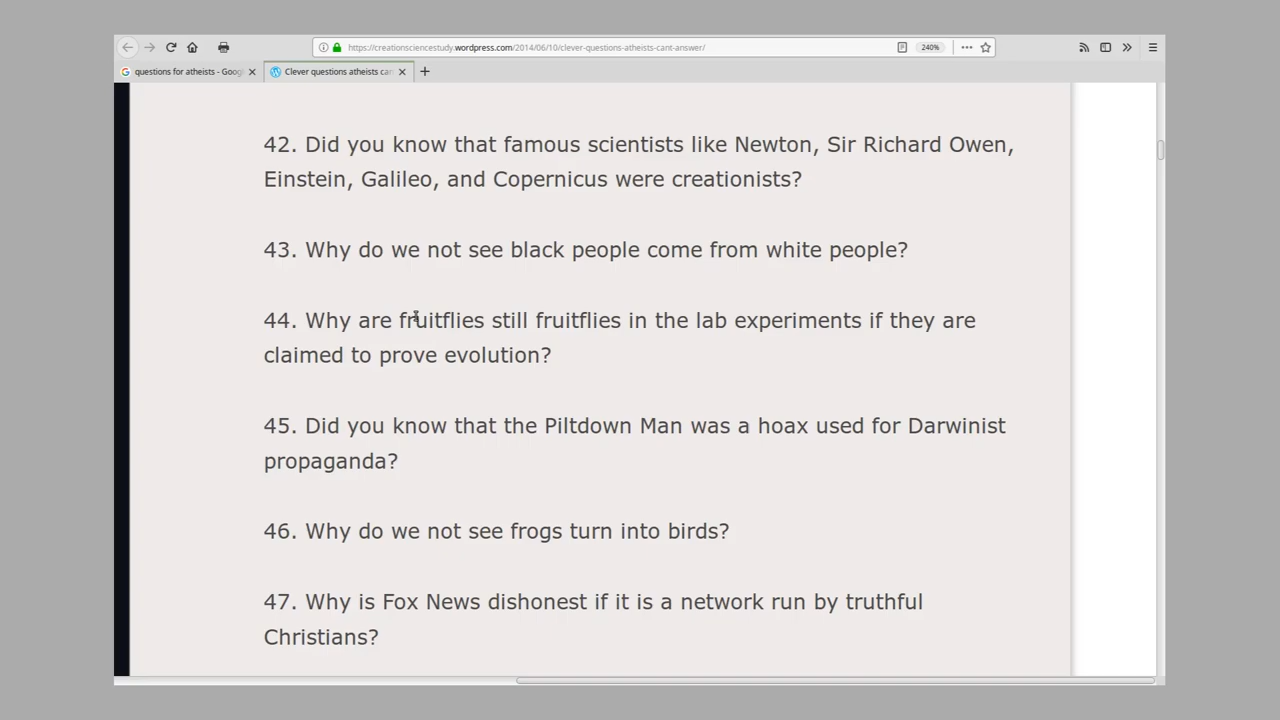 https://creationsciencestudy.wordpress.com/2014/06/10/clever-questions-atheists-cant-answer/
240%
questions for atheists - Goog
Clever questions atheists can
42. Did you know that famous scientists like Newton, Sir Richard Owen,
Einstein, Galileo, and Copernicus were creationists?
43. Why do we not see black people come from white people?
44. Why are fruitflies still fruitflies in the lab experiments if they are
claimed to prove evolution?
45. Did you know that the Piltdown Man was a hoax used for Darwinist
propaganda?
46. Why do we not see frogs turn into birds?
47. Why is Fox News dishonest if it is a network run by truthful
Christians?